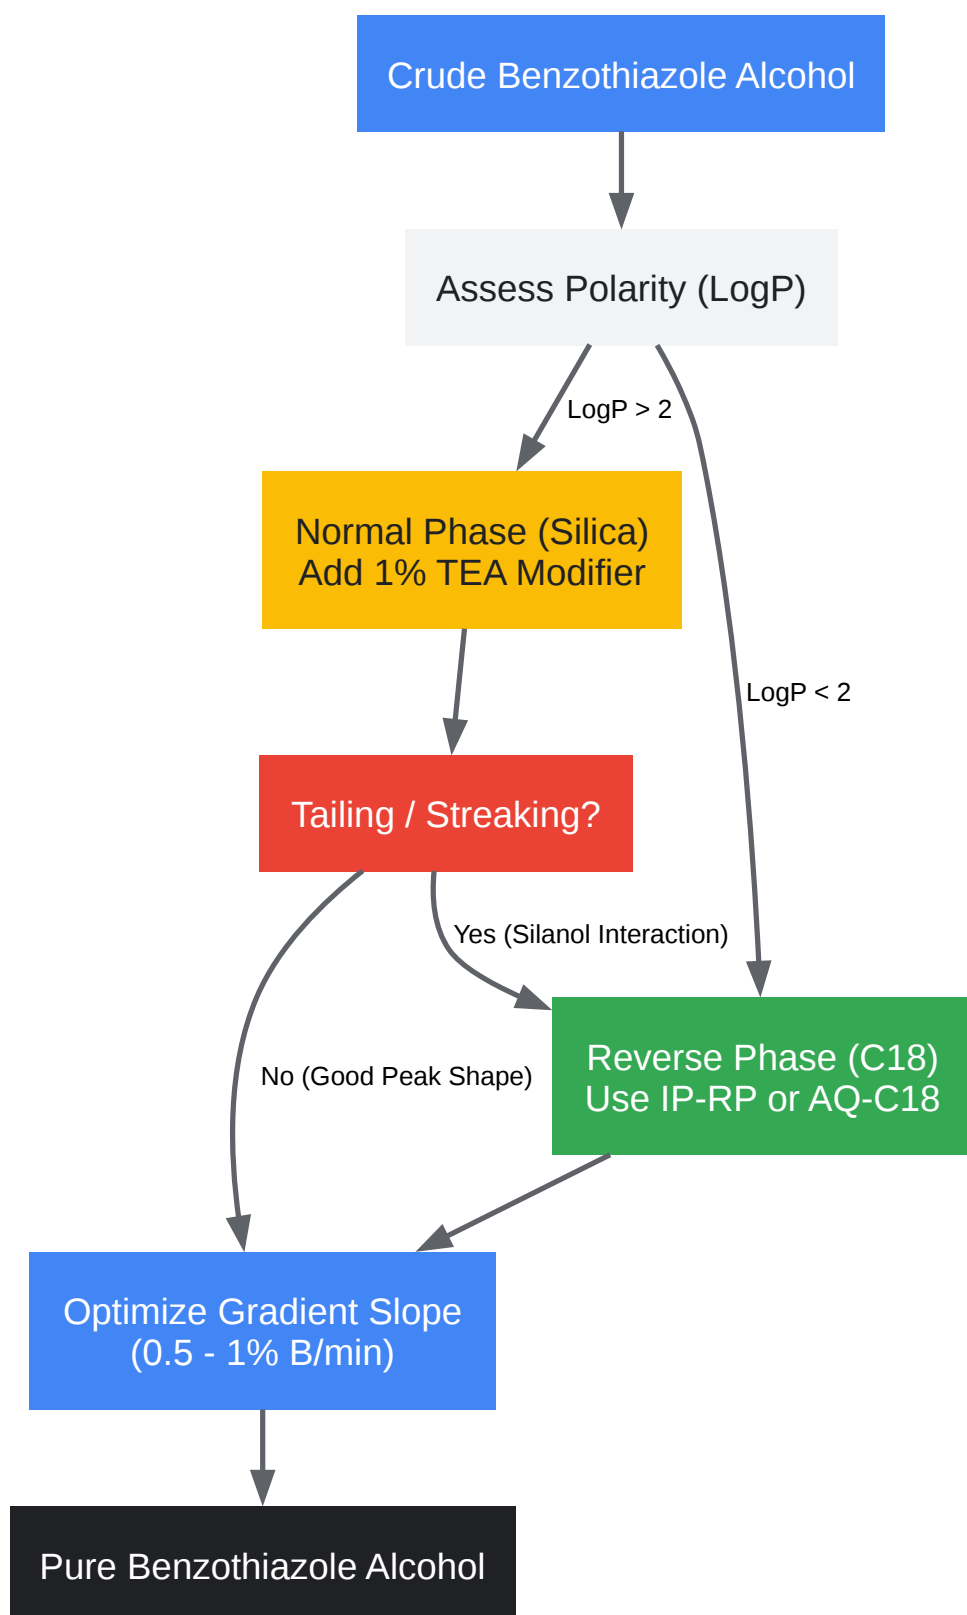 Crude Benzothiazole Alcohol
Assess Polarity (LogP)
LogP > 2
Normal Phase (Silica)
Add 1% TEA Modifier
LogP < 2
Tailing / Streaking?
Yes (Silanol Interaction)
No (Good Peak Shape)
Reverse Phase (C18)
Use IP-RP or AQ-C18
Optimize Gradient Slope
(0.5 - 1% B/min)
Pure Benzothiazole Alcohol